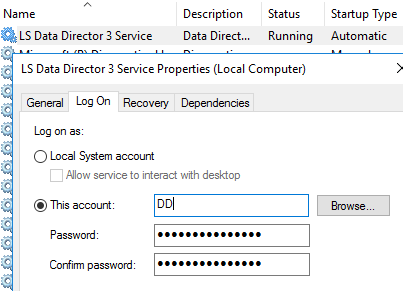 Name Description Status Startup Type
LS Data Director 3 Service Data Direct... Running Automatic
LS Data Director 3 Service Properties (Local Computer)
General Log On Recovery Dependencies
Log on as:
Local System account
Allow service to interact with desktop
This account: DD Browse...
Password: •••••••••••••••
Confirm password: •••••••••••••••